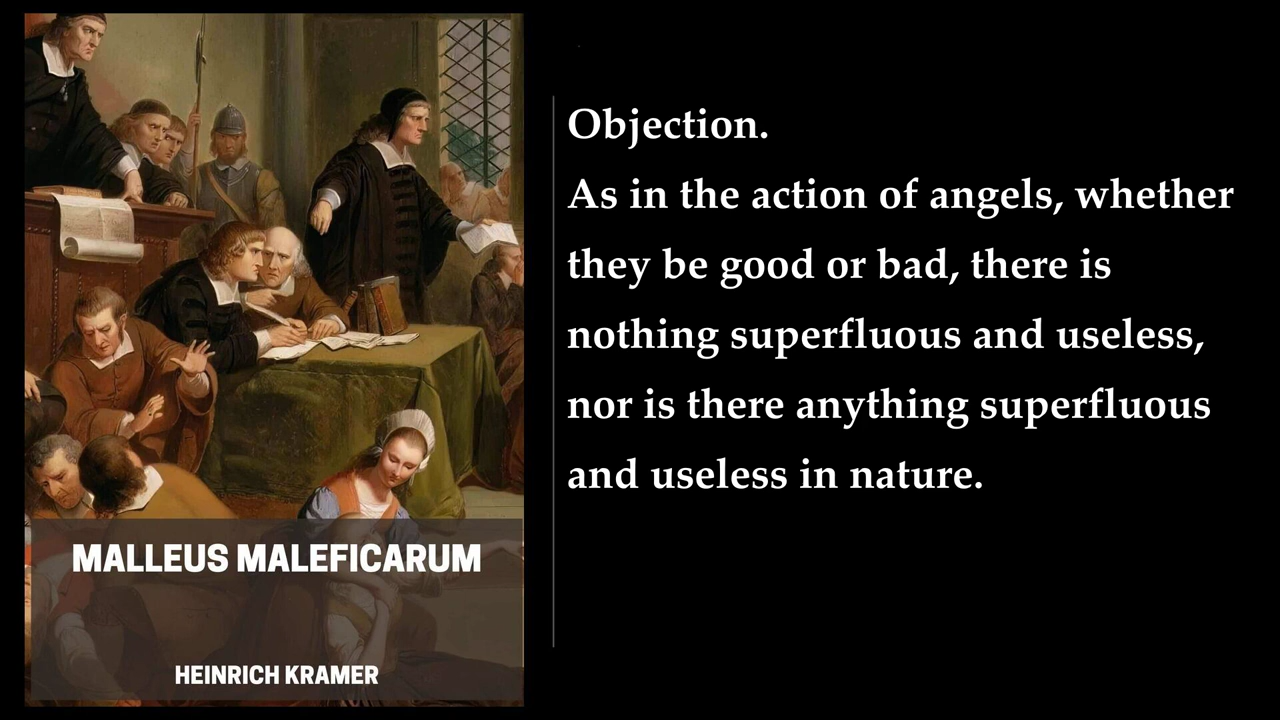 MALLEUS MALEFICARUM
HEINRICH KRAMER
Objection.
As in the action of angels, whether
they be good or bad, there is
nothing superfluous and useless,
nor is there anything superfluous
and useless in nature.